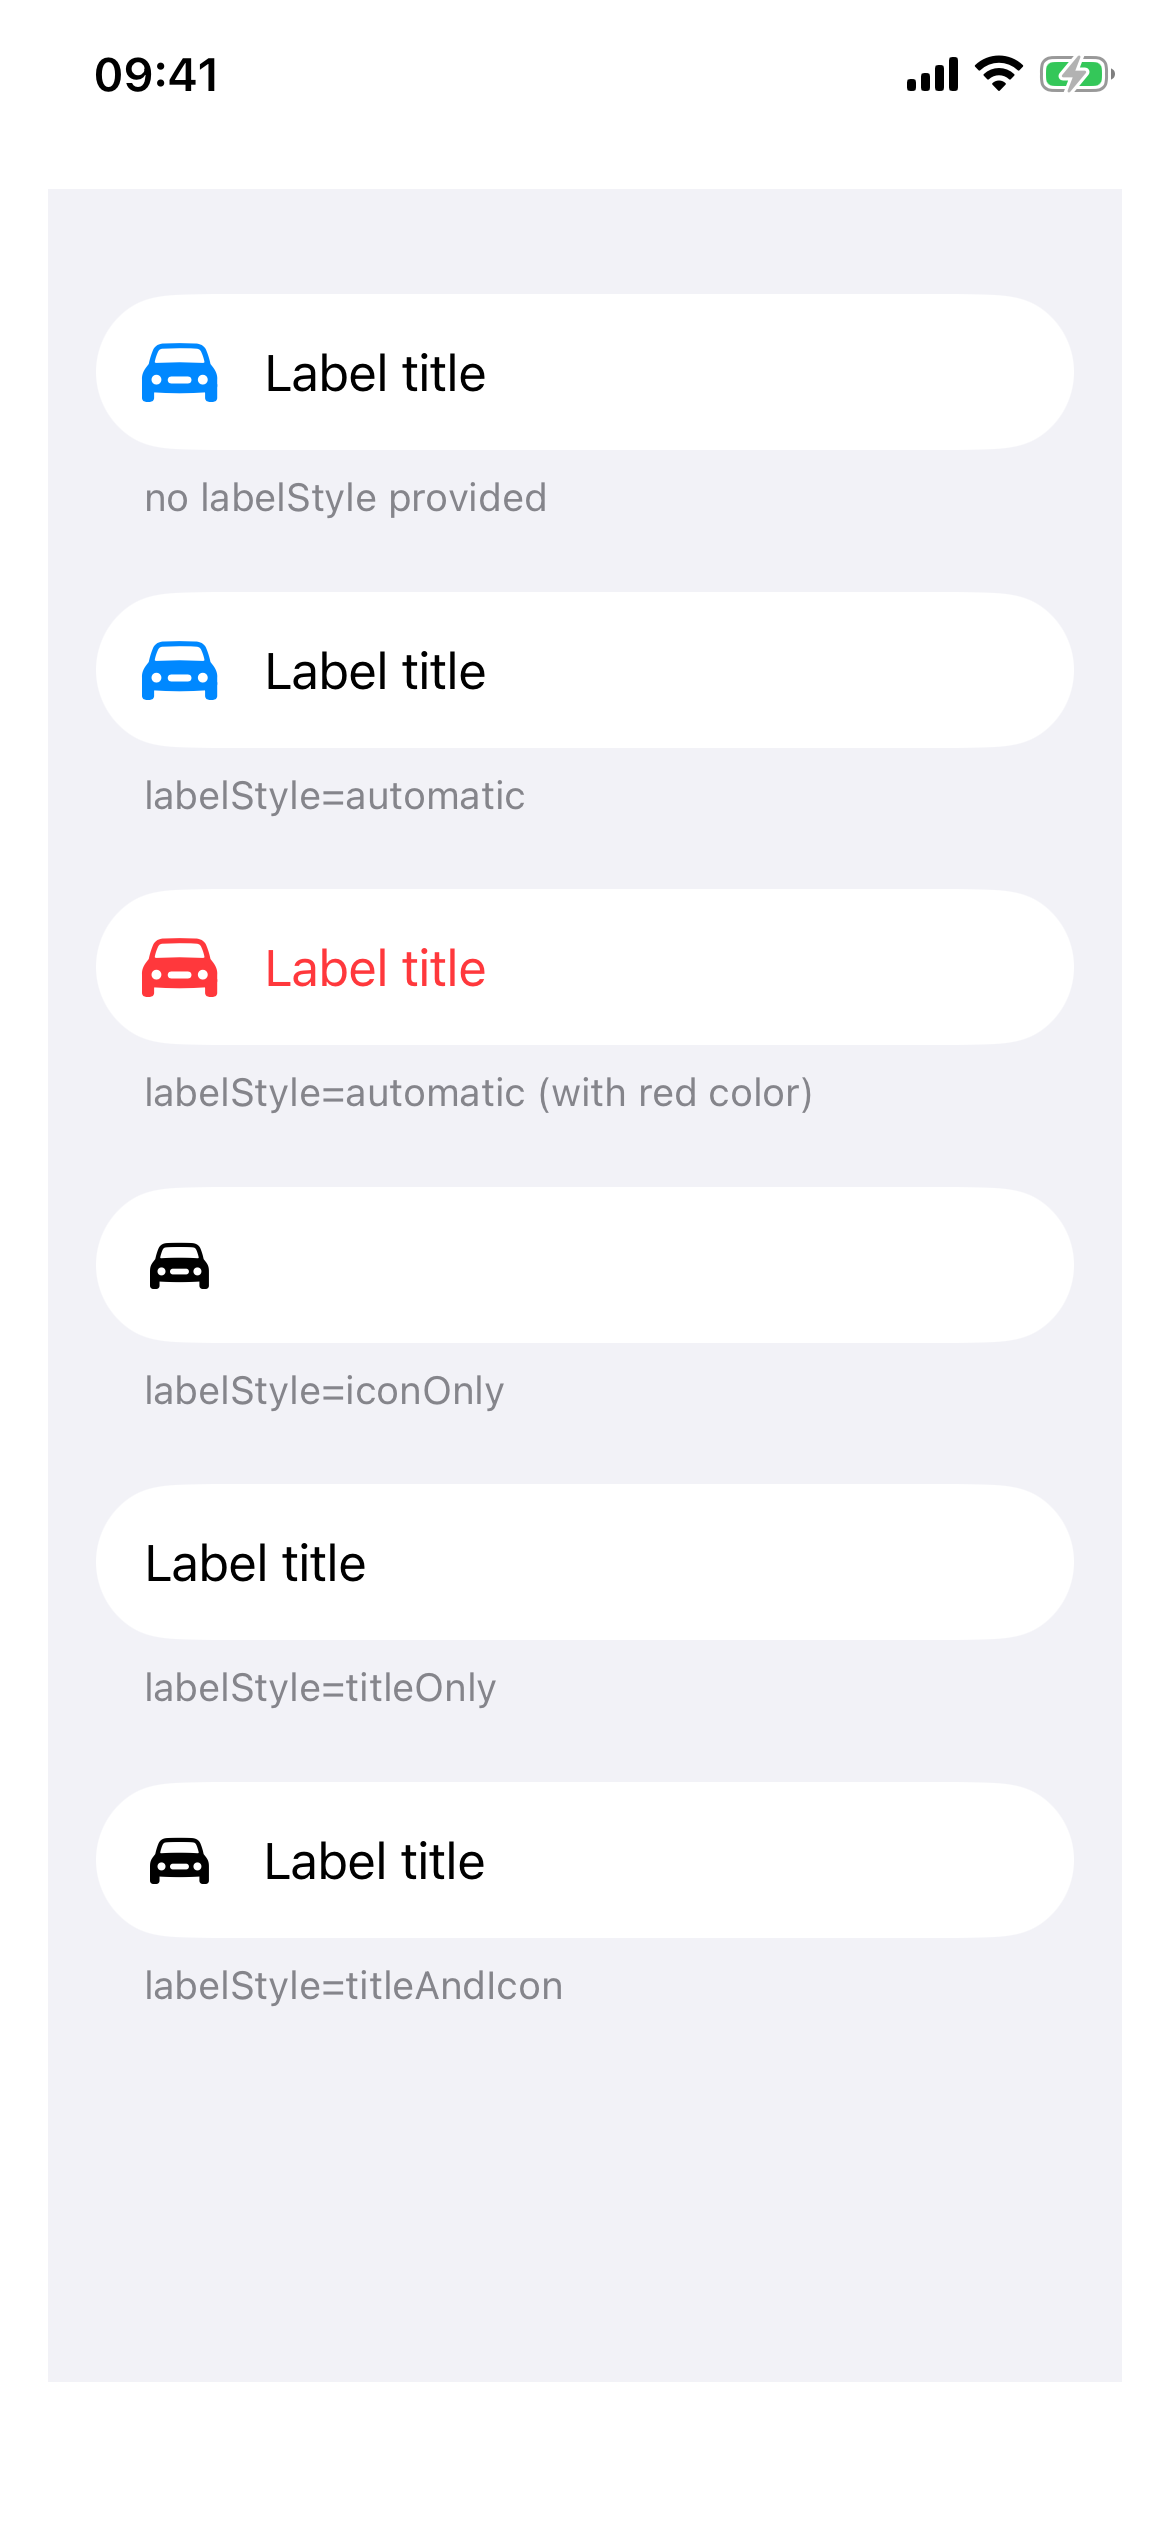 09:41
Label title
no labelStyle provided
Label title
labelStyle=automatic
Label title
labelStyle=automatic (with red color)
labelStyle=iconOnly
Label title
labelStyle=titleOnly
Label title
labelStyle=titleAndIcon